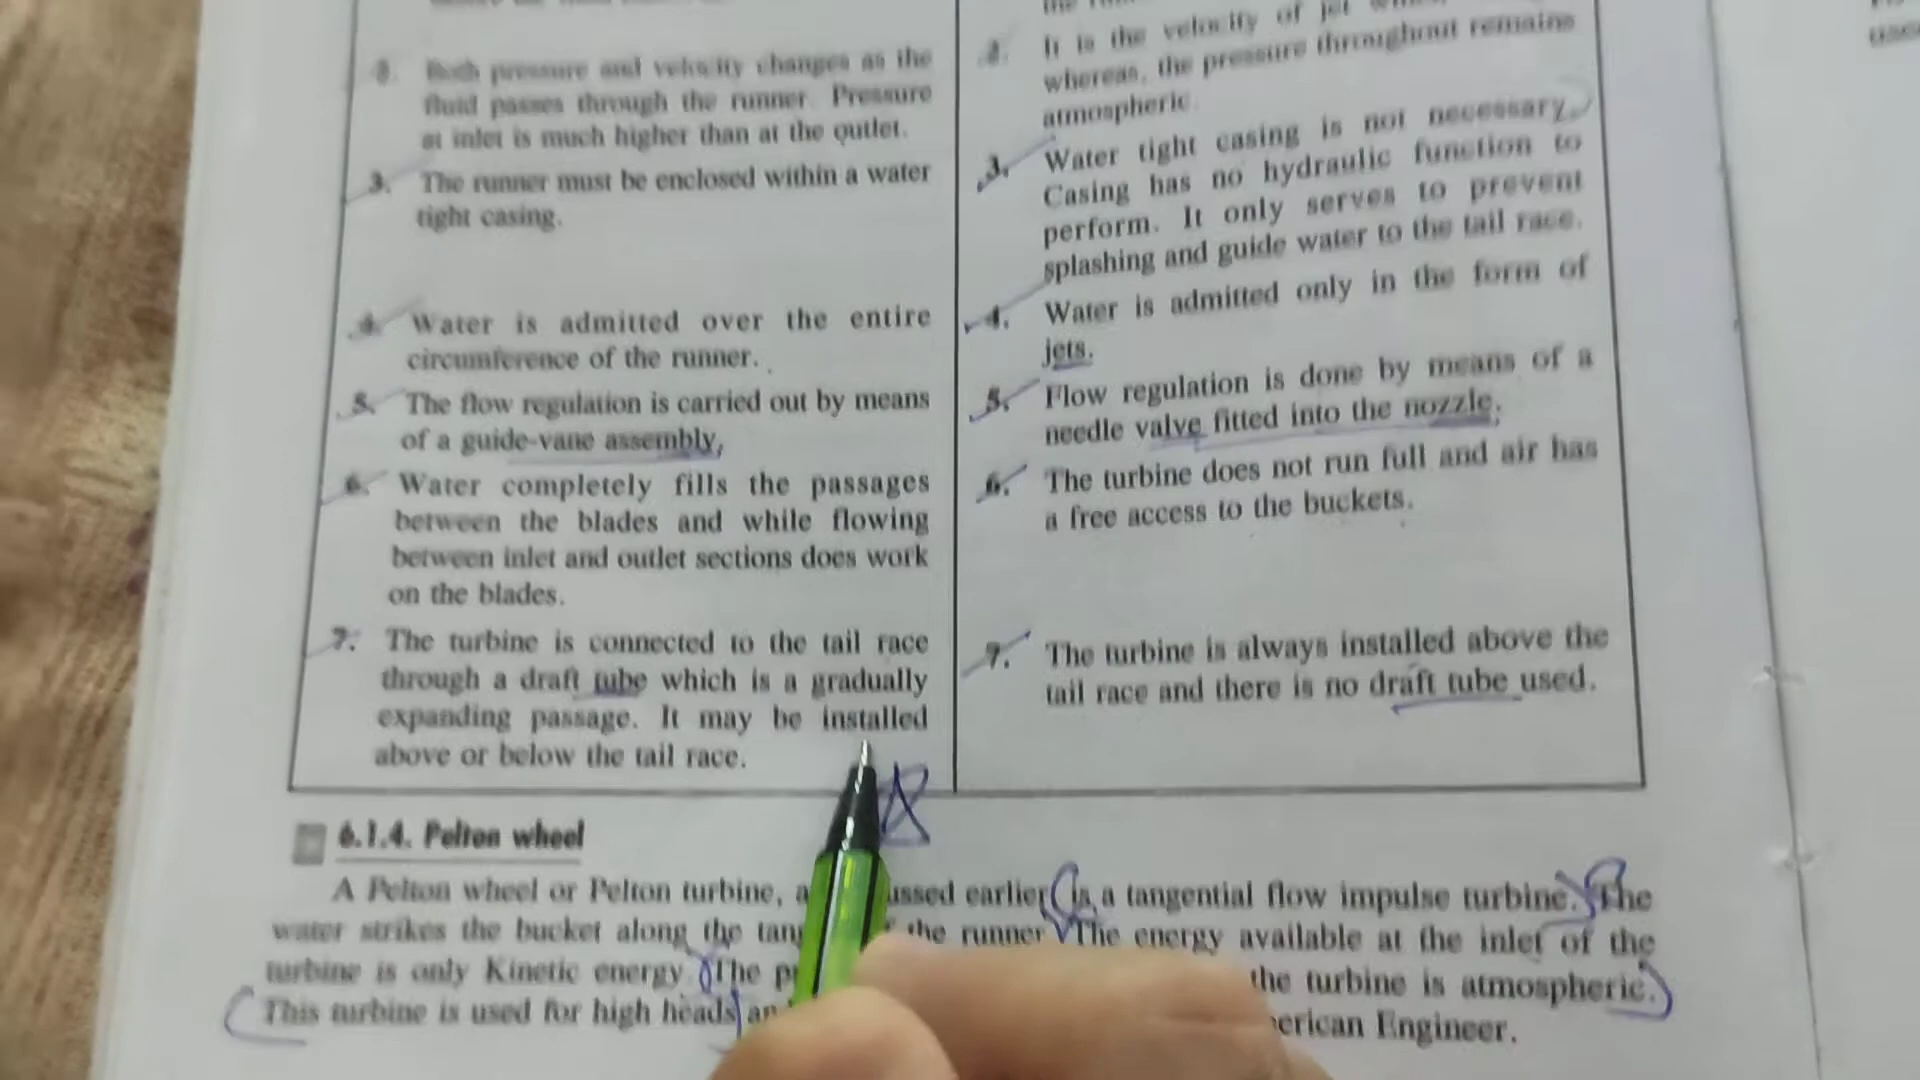 2. Both pressure and velocity changes as the
fluid passes through the runner. Pressure
at inlet is much higher than at the outlet.
3. The runner must be enclosed within a water
tight casing.
4. Water is admitted over the entire
circumference of the runner.
5. The flow regulation is carried out by means
of a guide-vane assembly.
6. Water completely fills the passages
between the blades and while flowing
between inlet and outlet sections does work
on the blades.
7. The turbine is connected to the tail race
through a draft tube which is a gradually
expanding passage. It may be installed
above or below the tail race.
2. It is the velocity of jet
whereas, the pressure throughout remains
atmospheric.
3. Water tight casing is not necessary.
Casing has no hydraulic function to
perform. It only serves to prevent
splashing and guide water to the tail race.
4. Water is admitted only in the form of
jets.
5. Flow regulation is done by means of a
needle valve fitted into the nozzle.
6. The turbine does not run full and air has
a free access to the buckets.
7. The turbine is always installed above the
tail race and there is no draft tube used.
6.1.4. Pelton wheel
A Pelton wheel or Pelton turbine, a ussed earlier is a tangential flow impulse turbine. The
water strikes the bucket along the tang the runner. The energy available at the inlet of the
turbine is only Kinetic energy. The p the turbine is atmospheric.
This turbine is used for high heads an erican Engineer.